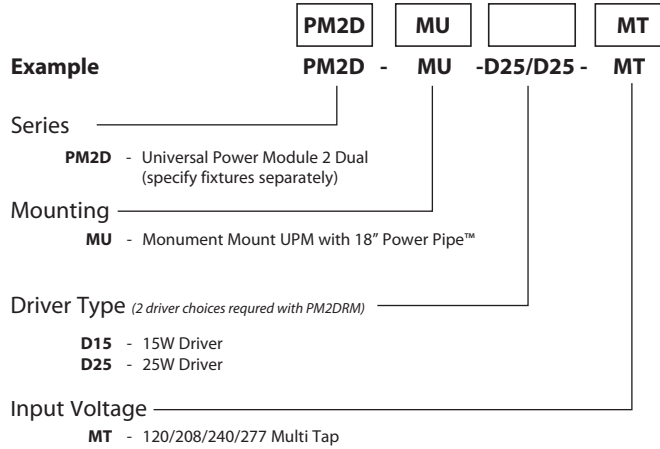 PM2D MU MT
Example PM2D - MU -D25/D25 - MT
Series
PM2D - Universal Power Module 2 Dual
(specify fixtures separately)
Mounting
MU - Monument Mount UPM with 18” Power Pipe™
Driver Type (2 driver choices requred with PM2DRM)
D15 - 15W Driver
D25 - 25W Driver
Input Voltage
MT - 120/208/240/277 Multi Tap